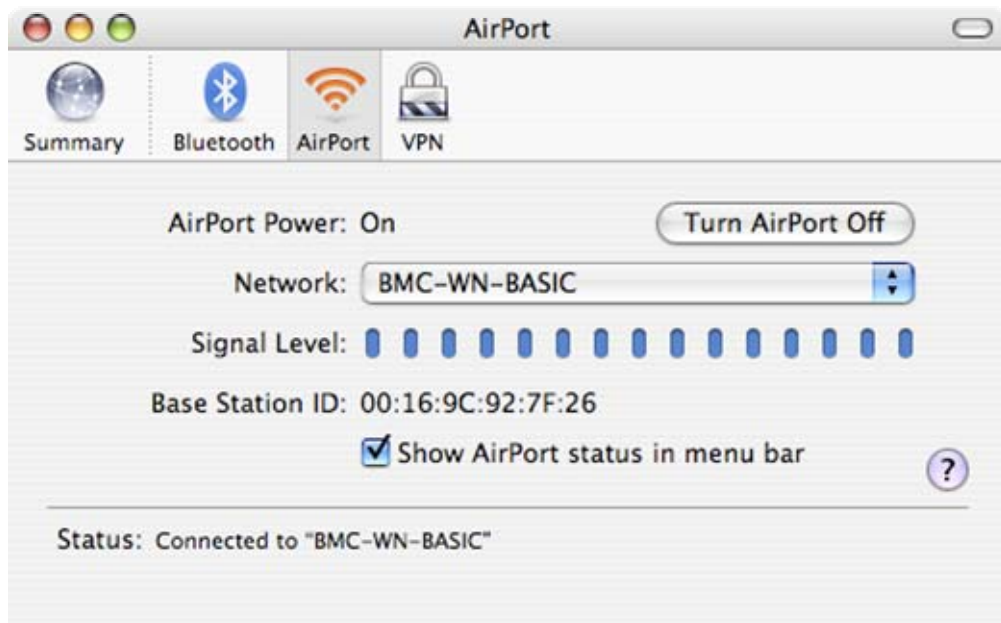 AirPort
Summary Bluetooth AirPort VPN
AirPort Power: On Turn AirPort Off
Network: BMC-WN-BASIC
Signal Level:
Base Station ID: 00:16:9C:92:7F:26
Show AirPort status in menu bar
?
Status: Connected to "BMC-WN-BASIC"